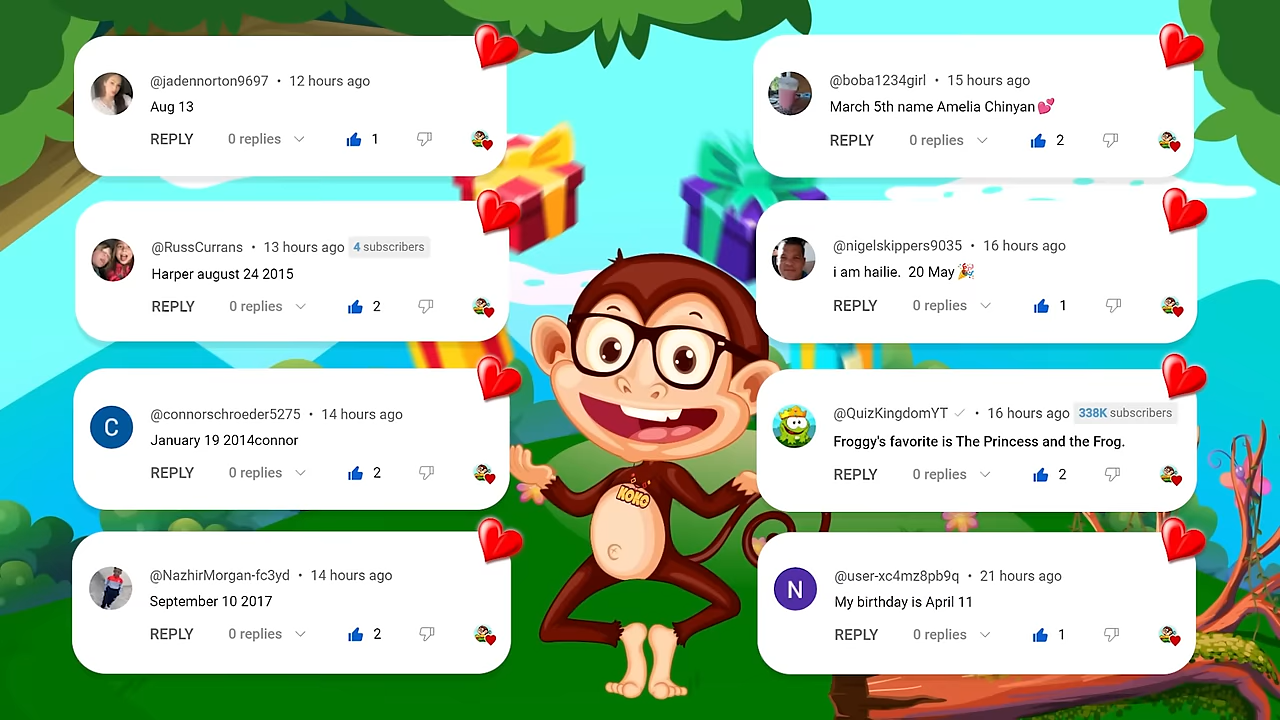 @jadennorton9697 • 12 hours ago
Aug 13
REPLY 0 replies 1
@RussCurrans • 13 hours ago 4 subscribers
Harper august 24 2015
REPLY 0 replies 2
@connorschroeder5275 • 14 hours ago
January 19 2014connor
REPLY 0 replies 2
@NazhirMorgan-fc3yd • 14 hours ago
September 10 2017
REPLY 0 replies 2
@boba1234girl • 15 hours ago
March 5th name Amelia Chinyan💕
REPLY 0 replies 2
@nigelskippers9035 • 16 hours ago
i am hailie. 20 May🎉
REPLY 0 replies 1
@QuizKingdomYT ✓ • 16 hours ago 338K subscribers
Froggy's favorite is The Princess and the Frog.
REPLY 0 replies 2
@user-xc4mz8pb9q • 21 hours ago
My birthday is April 11
REPLY 0 replies 1
C
N
KOKO